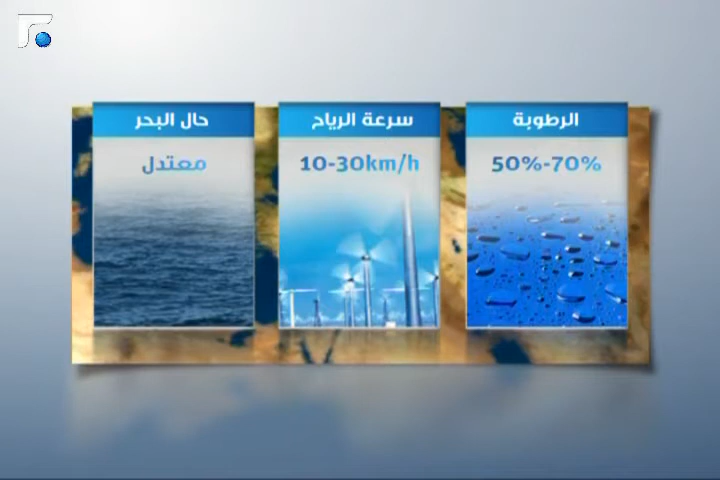 الرطوبة
50%-70%
سرعة الرياح
10-30km/h
حال البحر
معتدل